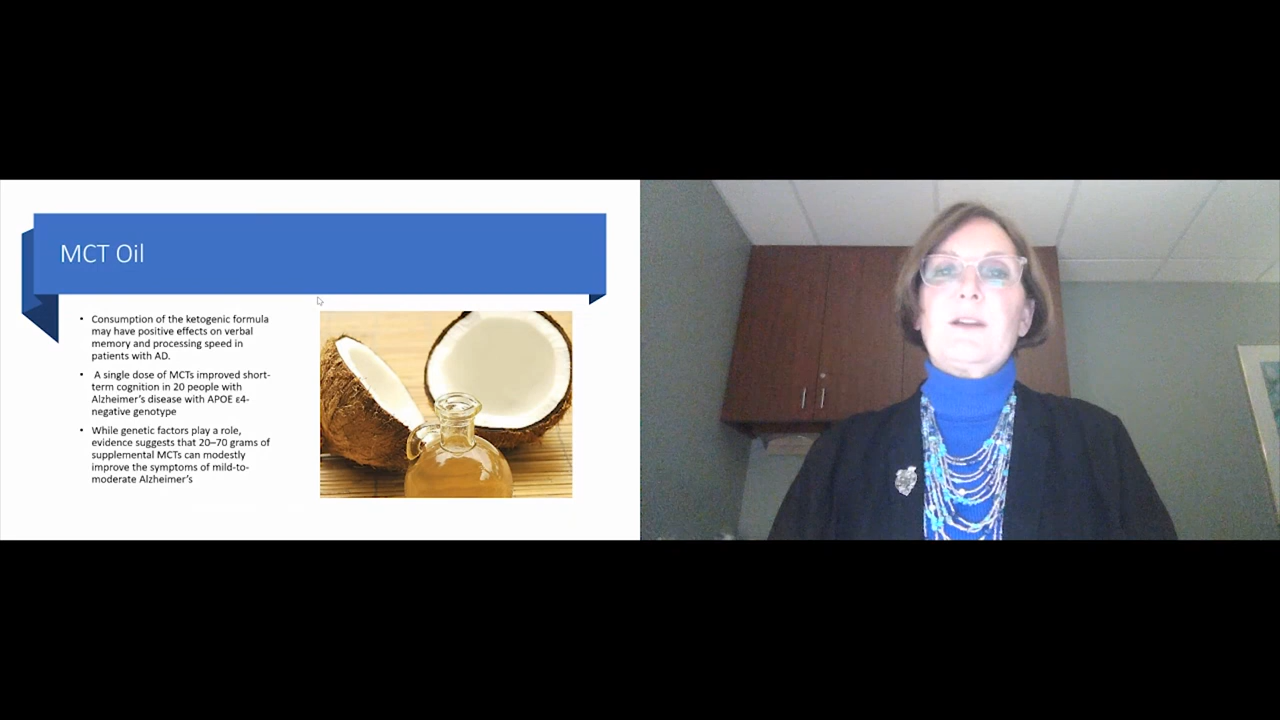 MCT Oil
• Consumption of the ketogenic formula
may have positive effects on verbal
memory and processing speed in
patients with AD.
• A single dose of MCTs improved short-
term cognition in 20 people with
Alzheimer's disease with APOE ε4-
negative genotype
• While genetic factors play a role,
evidence suggests that 20–70 grams of
supplemental MCTs can modestly
improve the symptoms of mild-to-
moderate Alzheimer's